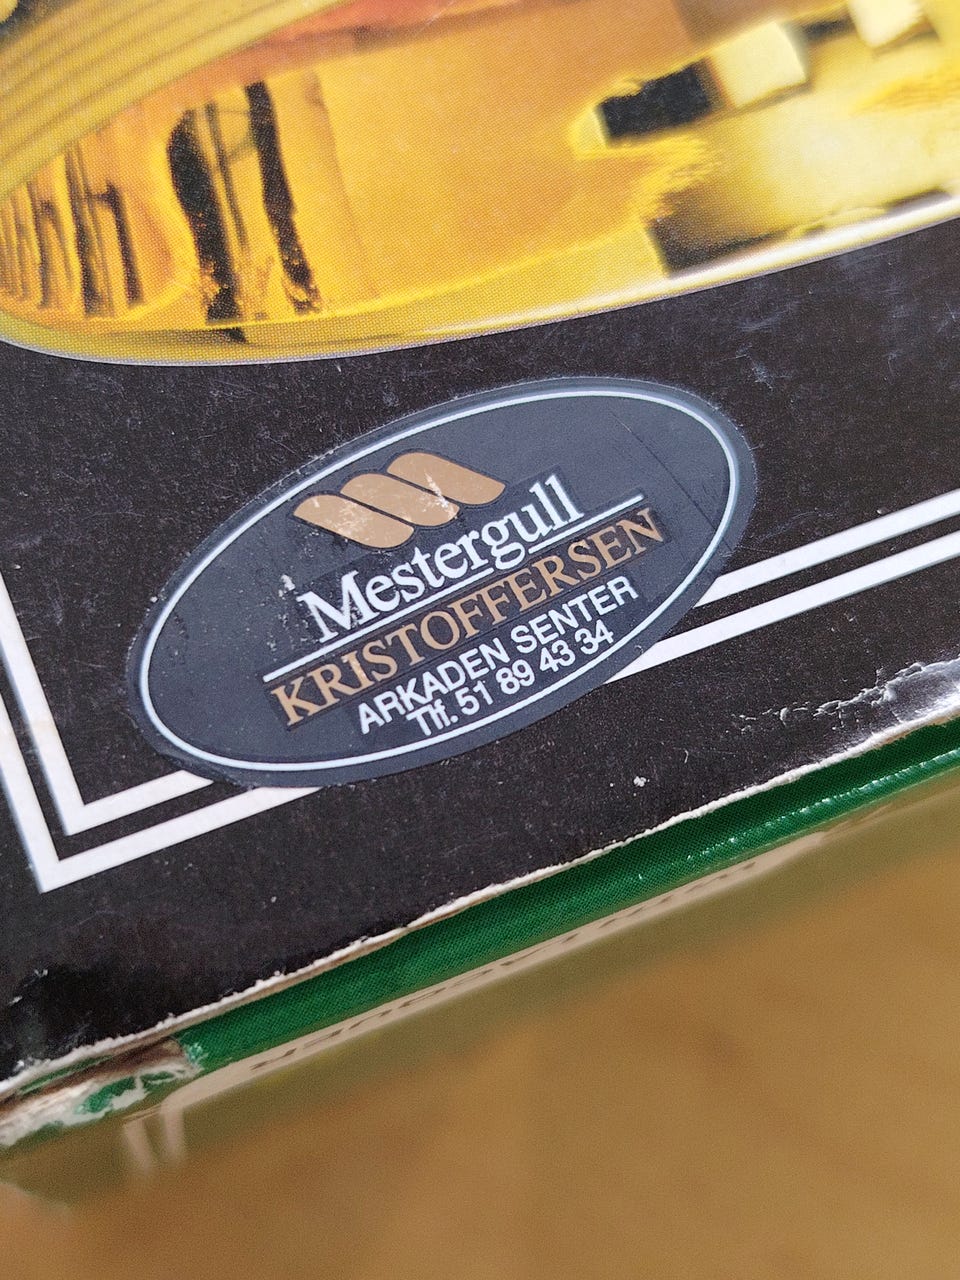 Mestergull
KRISTOFFERSEN
ARKADEN SENTER
Tlf. 51 89 43 34